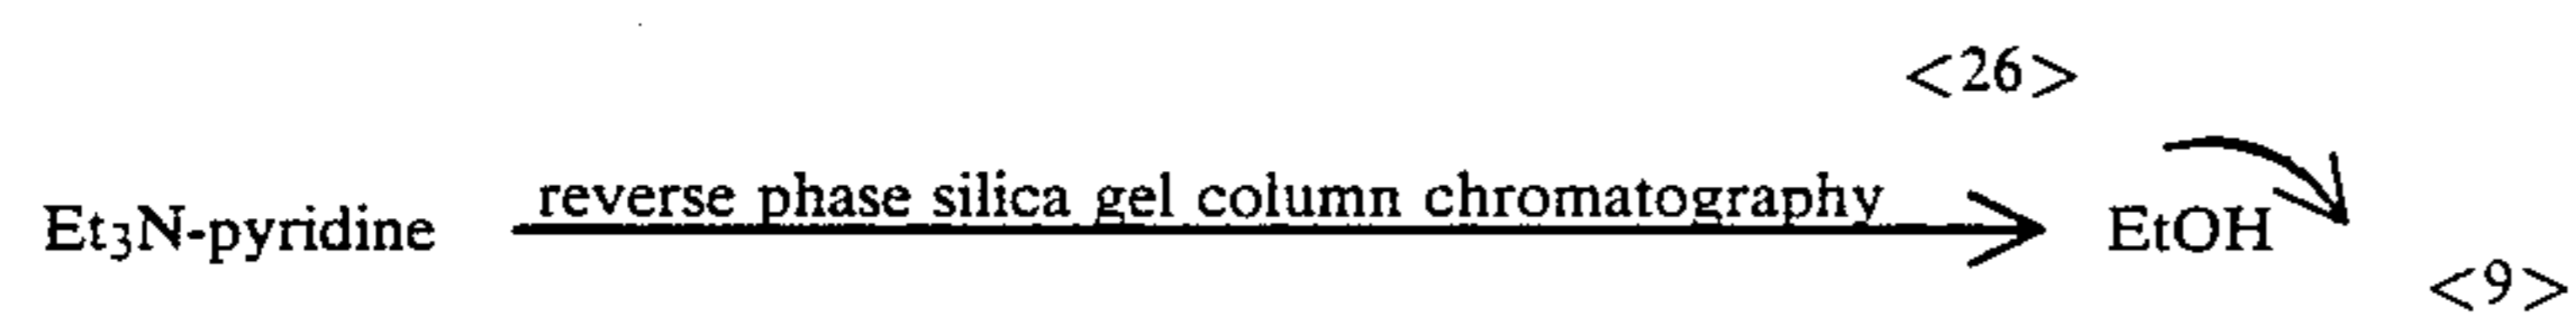 <26>
Et₃N-pyridine reverse phase silica gel column chromatography EtOH
<9>